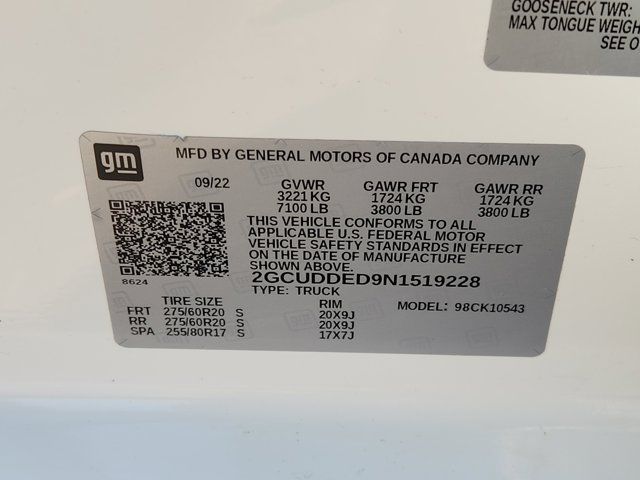 GOOSENECK TWR:
MAX TONGUE WEIGH
SEE O
gm
MFD BY GENERAL MOTORS OF CANADA COMPANY
09/22 GVWR GAWR FRT GAWR RR
3221 KG 1724 KG 1724 KG
7100 LB 3800 LB 3800 LB
THIS VEHICLE CONFORMS TO ALL
APPLICABLE U.S. FEDERAL MOTOR
VEHICLE SAFETY STANDARDS IN EFFECT
ON THE DATE OF MANUFACTURE
SHOWN ABOVE.
8624
2GCUDDED9N1519228
TYPE: TRUCK
MODEL: 98CK10543
TIRE SIZE RIM
FRT 275/60R20 S 20X9J
RR 275/60R20 S 20X9J
SPA 255/80R17 S 17X7J